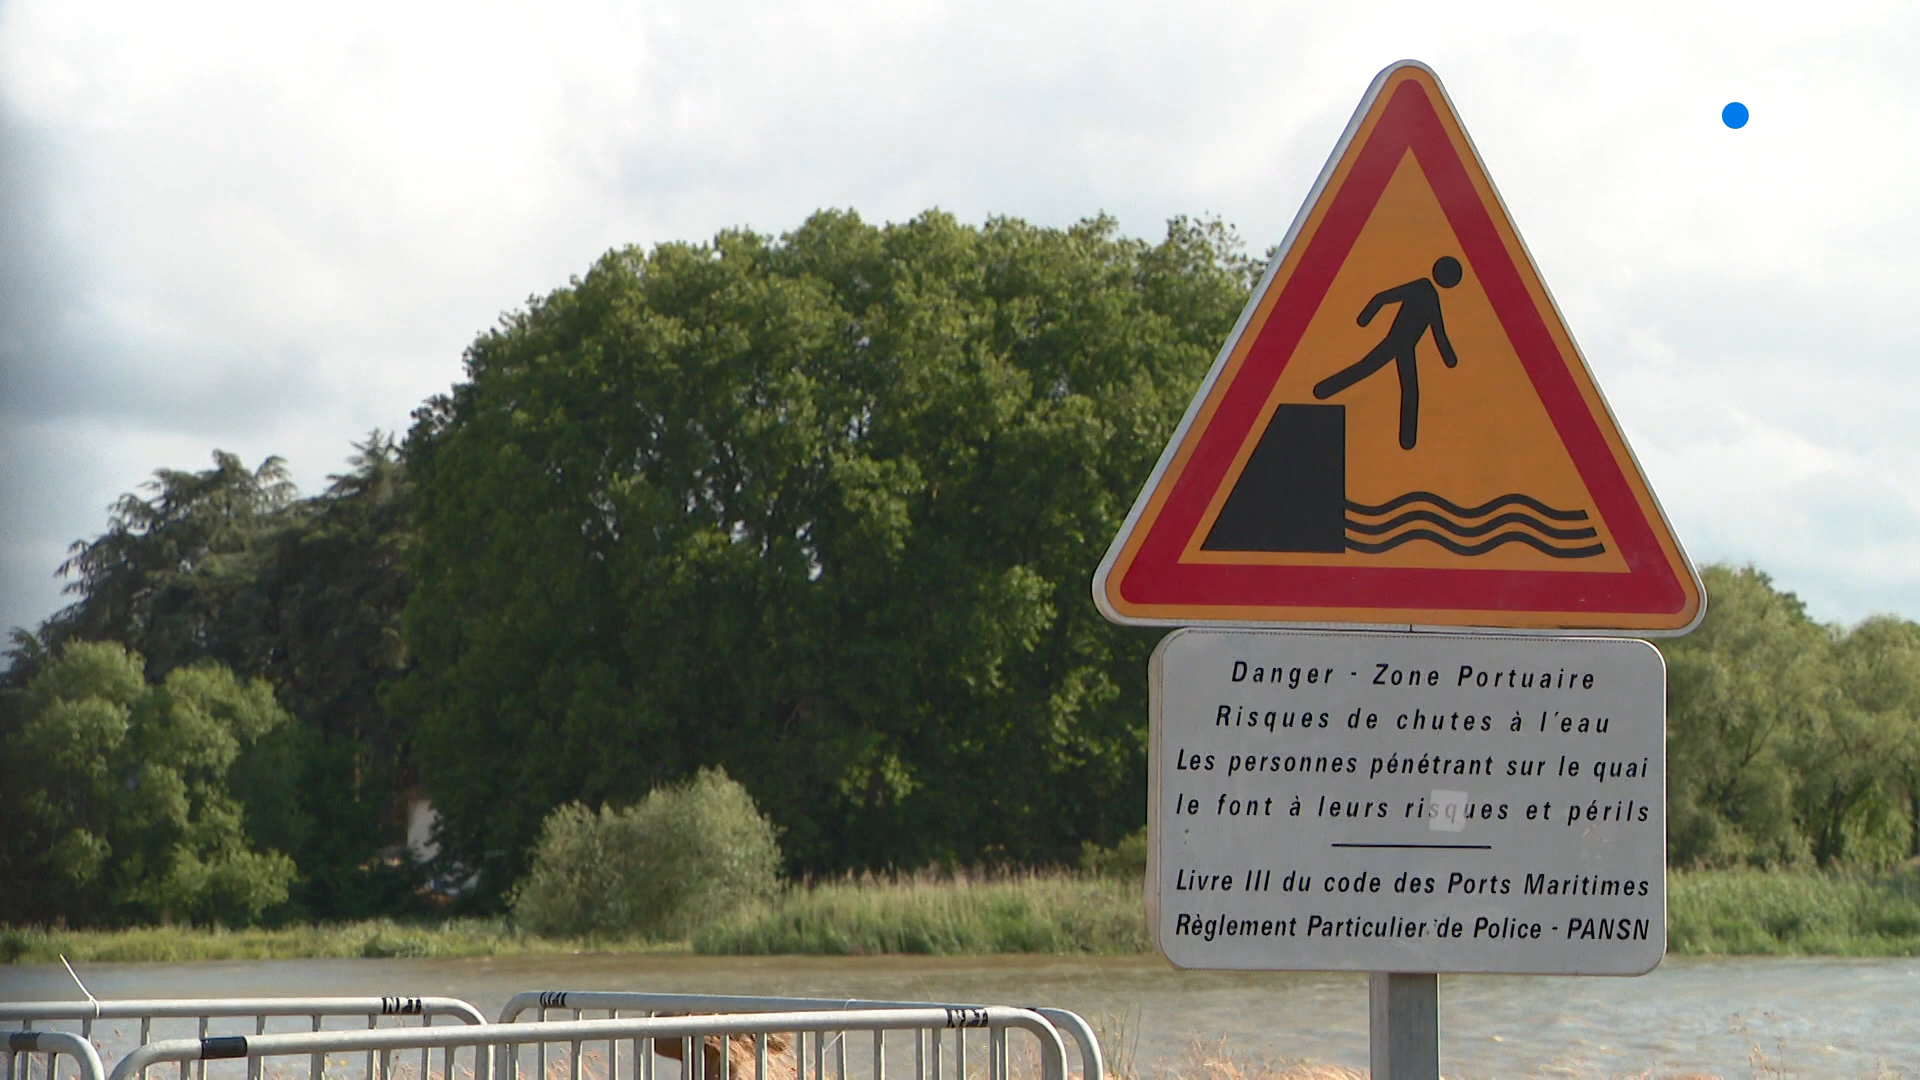 Danger - Zone Portuaire
Risques de chutes à l'eau
Les personnes pénétrant sur le quai
le font à leurs risques et périls
Livre III du code des Ports Maritimes
Règlement Particulier de Police - PANSN